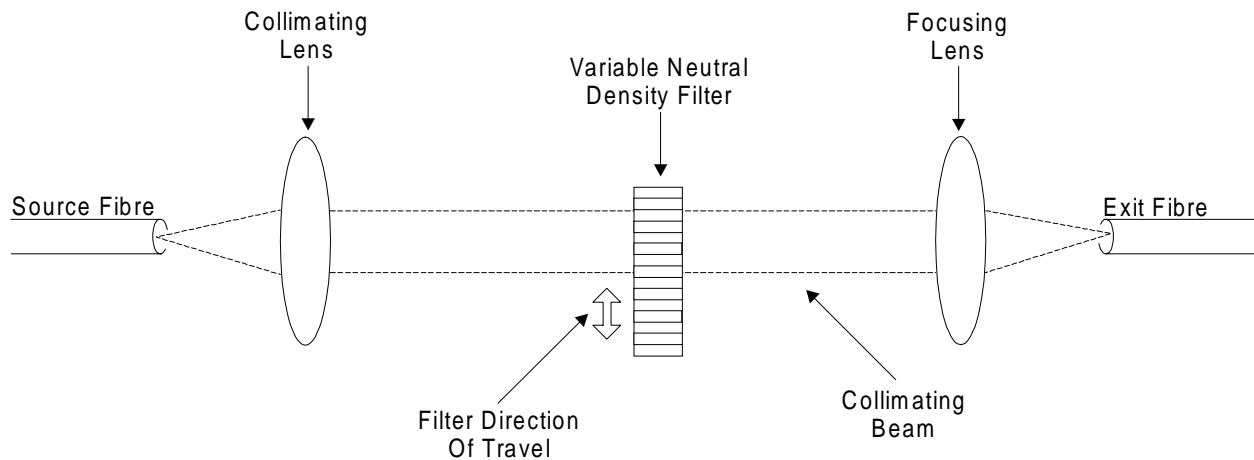 Collimating
Lens
Focusing
Lens
Variable Neutral
Density Filter
Source Fibre
Exit Fibre
Filter Direction
Of Travel
Collimating
Beam